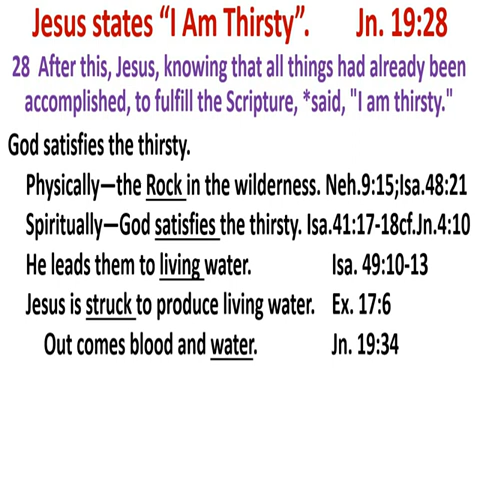 Jesus states “I Am Thirsty”. Jn. 19:28
28 After this, Jesus, knowing that all things had already been
accomplished, to fulfill the Scripture, *said, "I am thirsty."
God satisfies the thirsty.
Physically—the Rock in the wilderness. Neh.9:15;Isa.48:21
Spiritually—God satisfies the thirsty. Isa.41:17-18cf.Jn.4:10
He leads them to living water. Isa. 49:10-13
Jesus is struck to produce living water. Ex. 17:6
Out comes blood and water. Jn. 19:34